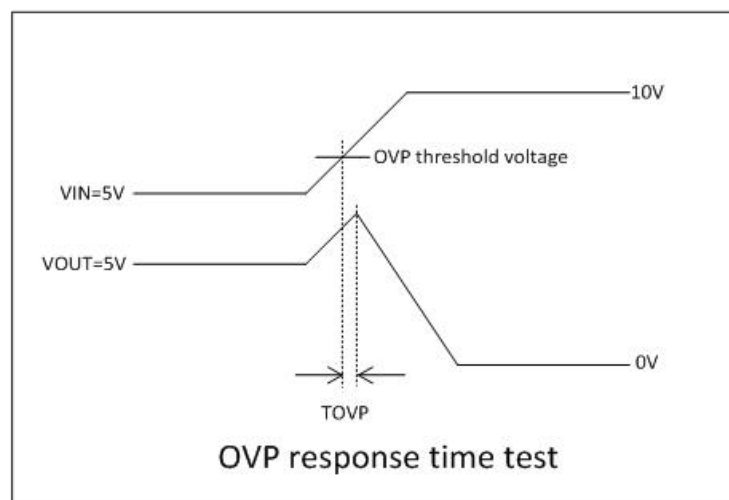 10V
OVP threshold voltage
VIN=5V
VOUT=5V
0V
TOVP
OVP response time test